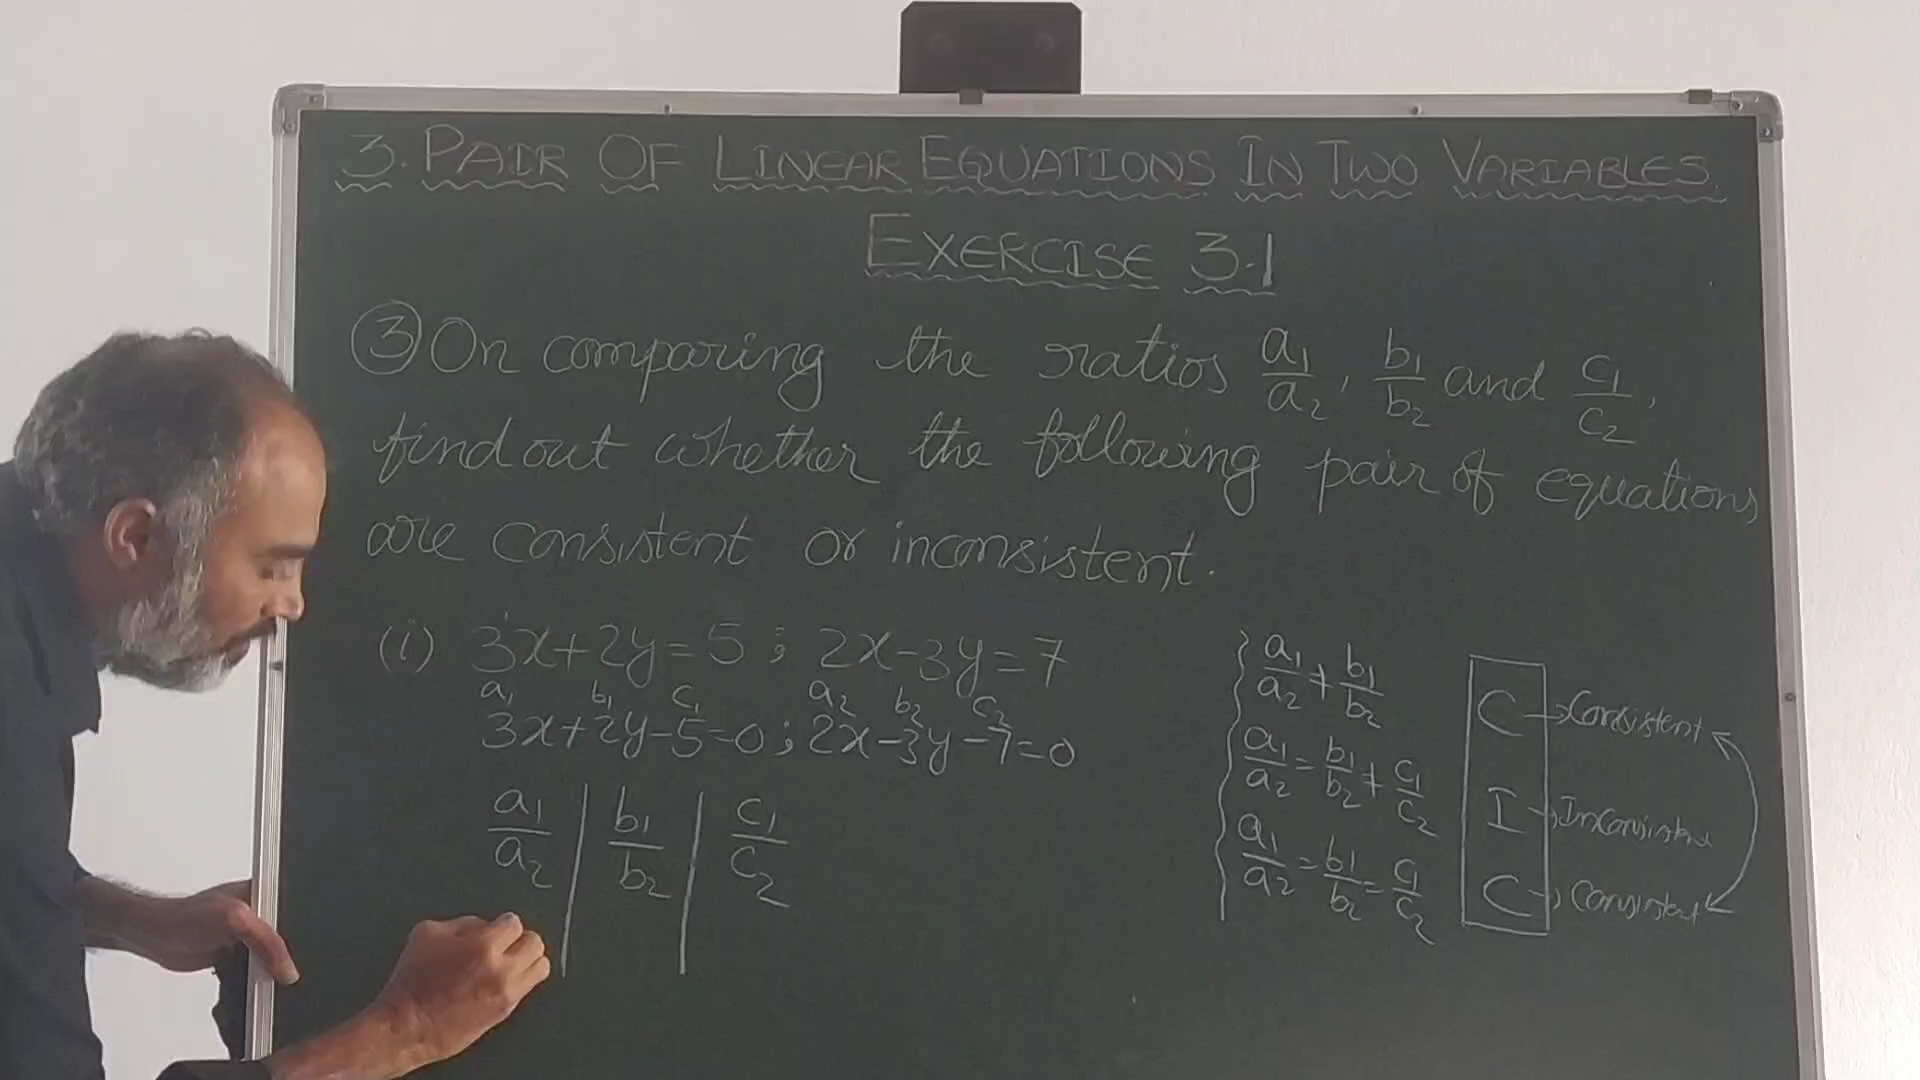 3. PAIR OF LINEAR EQUATIONS IN TWO VARIABLES
EXERCISE 3.1
③ On comparing the ratios a₁/a₂, b₁/b₂ and c₁/c₂,
find out whether the following pair of equations
are consistent or inconsistent.
(i) 3x+2y=5; 2x-3y=7
a₁ b₁ c₁ a₂ b₂ c₂
3x+2y-5=0; 2x-3y-7=0
a₁/a₂ | b₁/b₂ | c₁/c₂
a₁/a₂ ≠ b₁/b₂ C → Consistent
a₁/a₂ = b₁/b₂ ≠ c₁/c₂ I → Inconsistent
a₁/a₂ = b₁/b₂ = c₁/c₂ C → Consistent